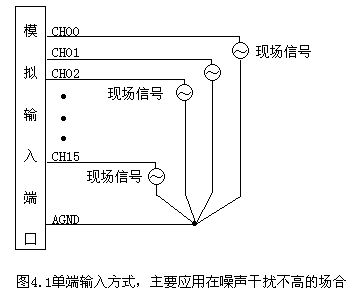 模拟输入端口
CH00
现场信号
CH01
CH02
现场信号
CH15
现场信号
AGND
图4.1单端输入方式，主要应用在噪声干扰不高的场合